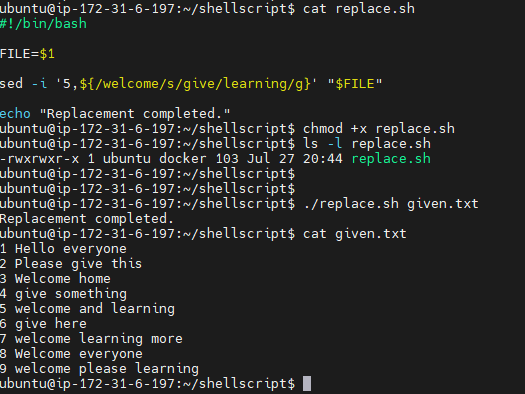 ubuntu@ip-172-31-6-197:~/shellscript$ cat replace.sh
#!/bin/bash
FILE=$1
sed -i '5,${/welcome/s/give/learning/g}' "$FILE"
echo "Replacement completed."
ubuntu@ip-172-31-6-197:~/shellscript$ chmod +x replace.sh
ubuntu@ip-172-31-6-197:~/shellscript$ ls -l replace.sh
-rwxrwxr-x 1 ubuntu docker 103 Jul 27 20:44 replace.sh
ubuntu@ip-172-31-6-197:~/shellscript$
ubuntu@ip-172-31-6-197:~/shellscript$
ubuntu@ip-172-31-6-197:~/shellscript$ ./replace.sh given.txt
Replacement completed.
ubuntu@ip-172-31-6-197:~/shellscript$ cat given.txt
1 Hello everyone
2 Please give this
3 Welcome home
4 give something
5 welcome and learning
6 give here
7 welcome learning more
8 Welcome everyone
9 welcome please learning
ubuntu@ip-172-31-6-197:~/shellscript$